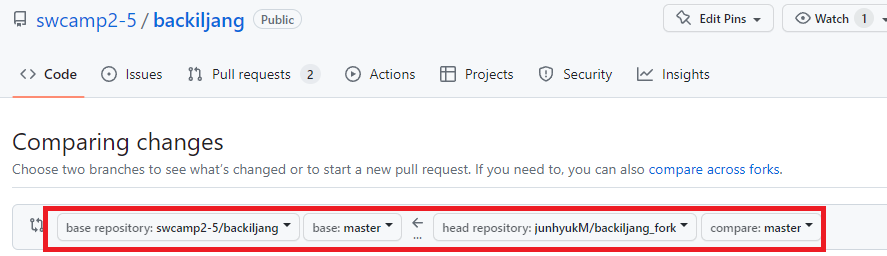 swcamp2-5 / backiljang Public Edit Pins Watch 1
Code Issues Pull requests 2 Actions Projects Security Insights
Comparing changes
Choose two branches to see what's changed or to start a new pull request. If you need to, you can also compare across forks.
base repository: swcamp2-5/backiljang base: master ← head repository: junhyukM/backiljang_fork compare: master
...